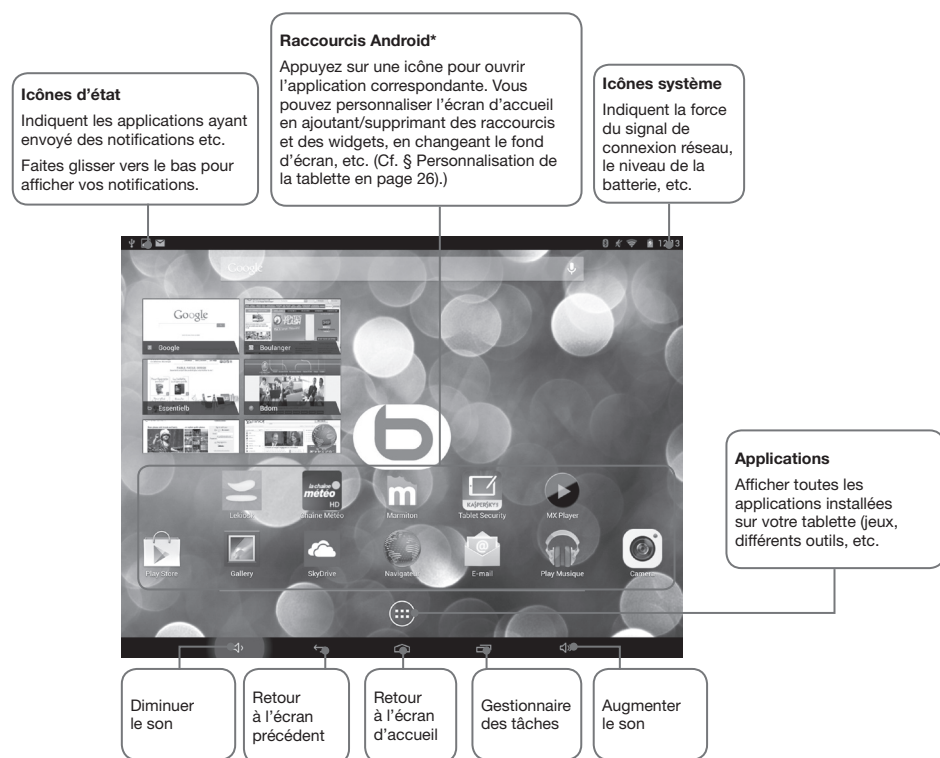 Raccourcis Android*
Appuyez sur une icône pour ouvrir
l'application correspondante. Vous
pouvez personnaliser l'écran d'accueil
en ajoutant/supprimant des raccourcis
et des widgets, en changeant le fond
d'écran, etc. (Cf. § Personnalisation de
la tablette en page 26).)
Icônes d'état
Indiquent les applications ayant
envoyé des notifications etc.
Faites glisser vers le bas pour
afficher vos notifications.
Icônes système
Indiquent la force
du signal de
connexion réseau,
le niveau de la
batterie, etc.
Google
Google
Google
Boulanger
Essentielb
Bdom
b
la chaîne
météo
HD
m
KASPERSKY
Chaîne Météo
Marmiton
Tablet Security
MX Player
Play Store
Gallery
SkyDrive
E-mail
Play Musique
Camera
Applications
Afficher toutes les
applications installées
sur votre tablette (jeux,
différents outils, etc.
Diminuer
le son
Retour
à l'écran
précédent
Retour
à l'écran
d'accueil
Gestionnaire
des tâches
Augmenter
le son